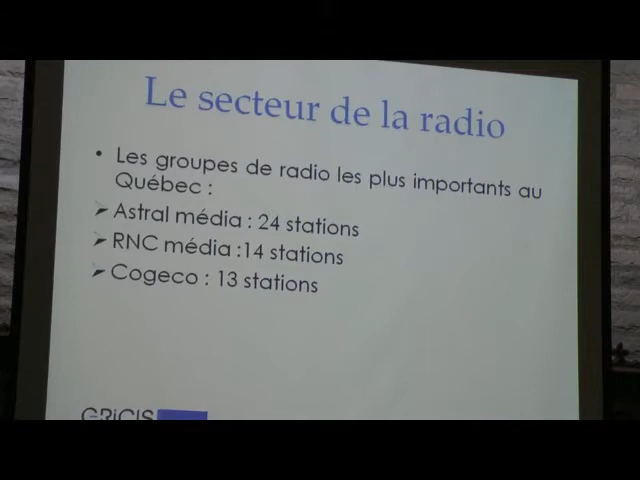 Le secteur de la radio
• Les groupes de radio les plus importants au
Québec :
➢ Astral média : 24 stations
➢ RNC média :14 stations
➢ Cogeco : 13 stations
GRICIS